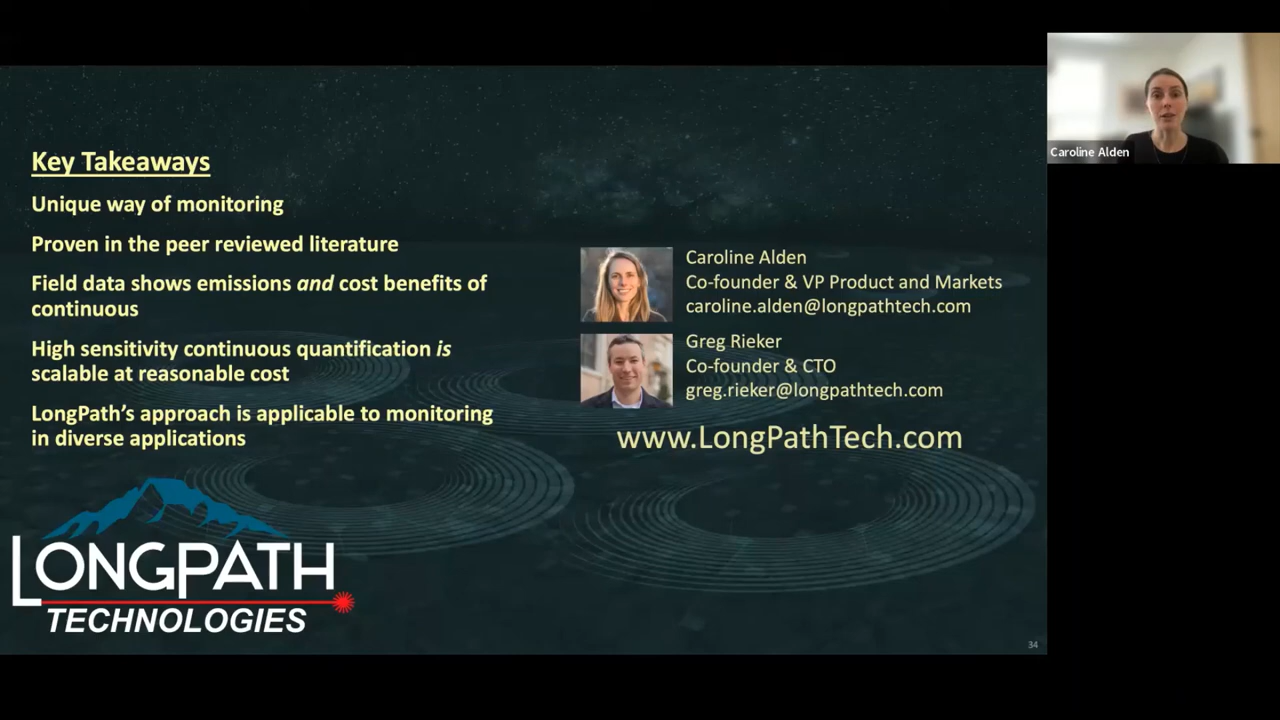 Key Takeaways
Unique way of monitoring
Proven in the peer reviewed literature
Field data shows emissions and cost benefits of
continuous
High sensitivity continuous quantification is
scalable at reasonable cost
LongPath’s approach is applicable to monitoring
in diverse applications
LONGPATH
TECHNOLOGIES
Caroline Alden
Co-founder & VP Product and Markets
caroline.alden@longpathtech.com
Greg Rieker
Co-founder & CTO
greg.rieker@longpathtech.com
www.LongPathTech.com
34
Caroline Alden